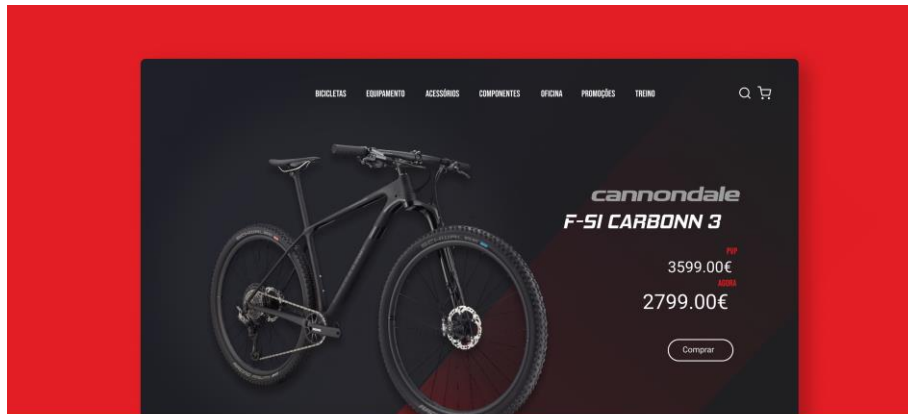 BICICLETAS EQUIPAMENTO ACESSÓRIOS COMPONENTES OFICINA PROMOÇÕES TREINO
cannondale
F-SI CARBONN 3
PVP
3599.00€
AGORA
2799.00€
Comprar